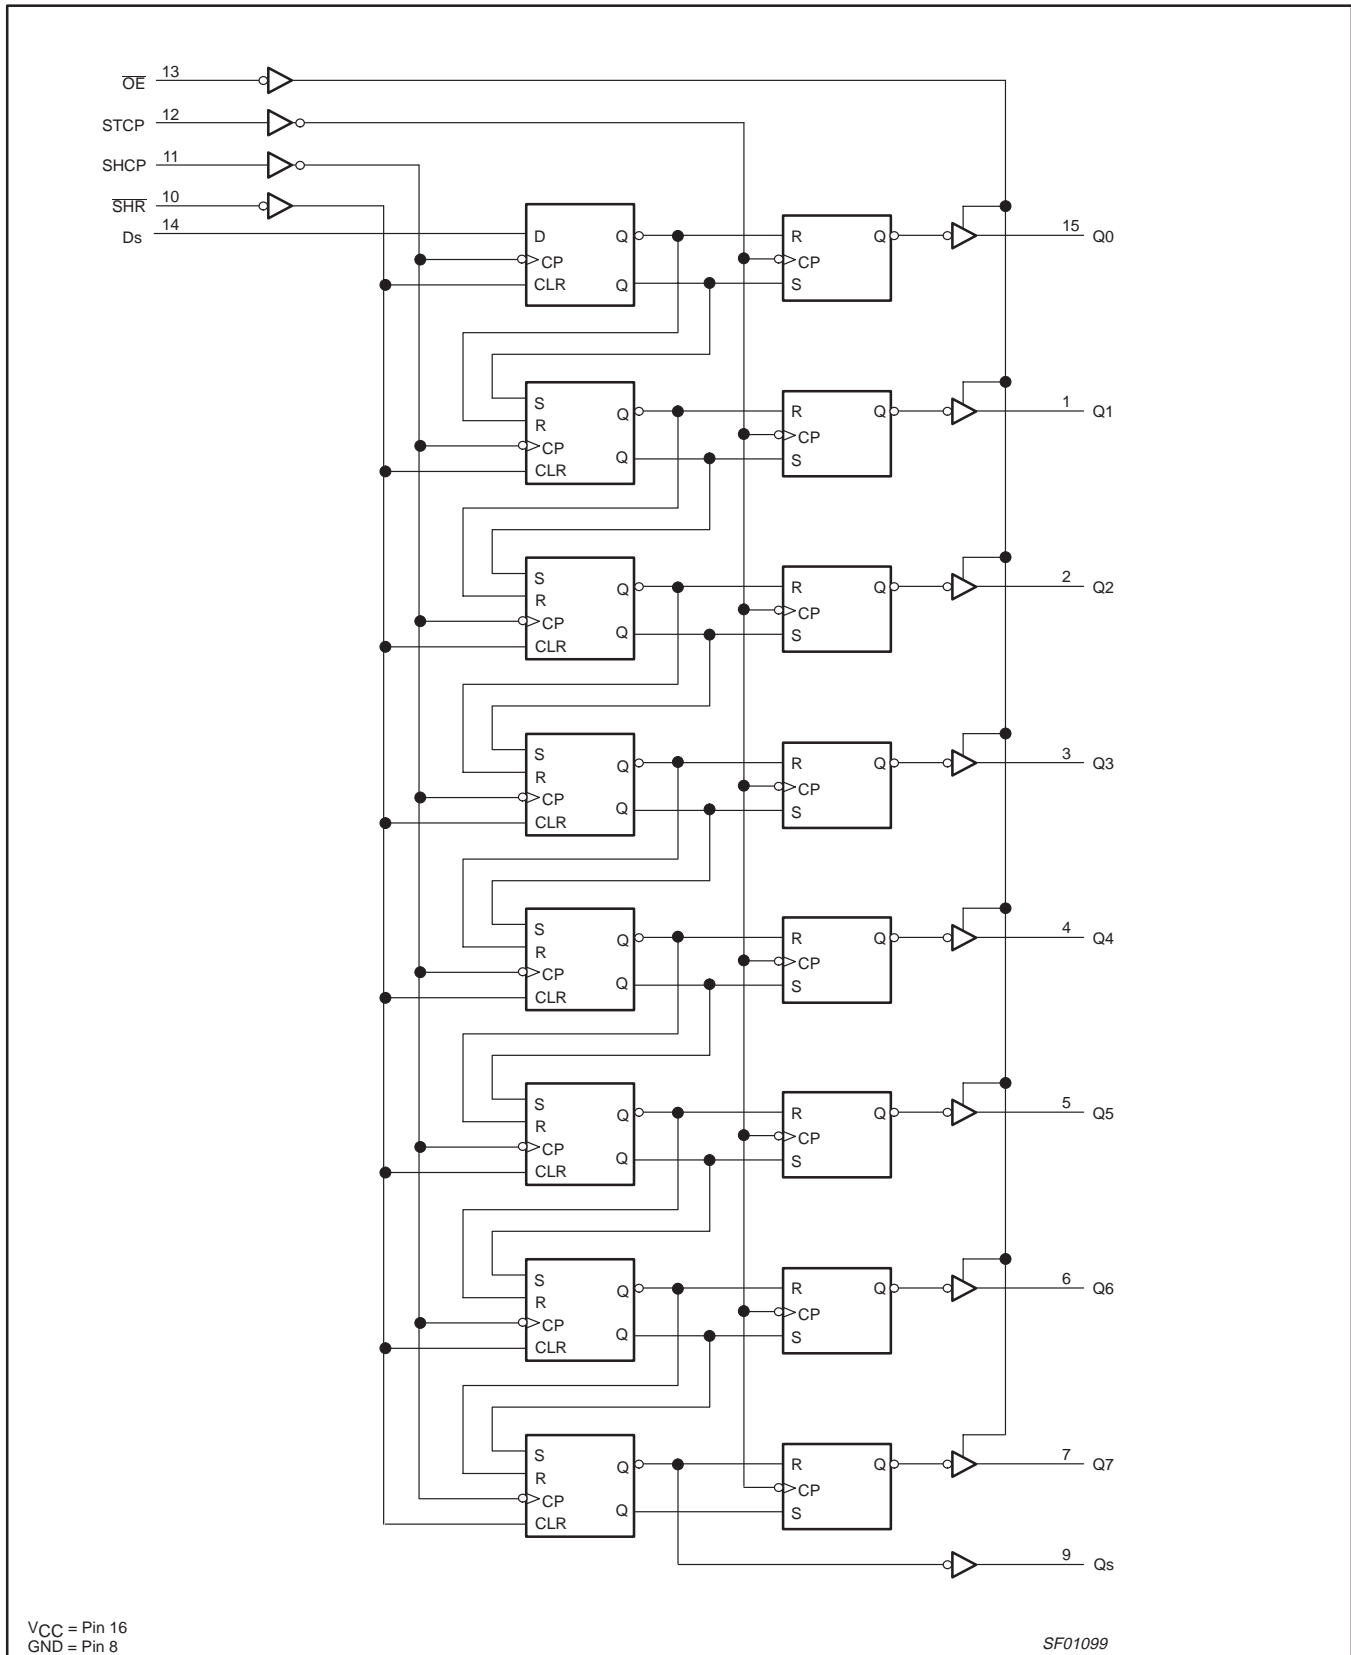 O̅E̅ 13
STCP 12
SHCP 11
S̅H̅R̅ 10
Ds 14
D Q
CP
CLR Q
R Q
CP
S
15 Q0
S Q
R
CP Q
CLR
R Q
CP
S
1 Q1
S Q
R
CP Q
CLR
R Q
CP
S
2 Q2
S Q
R
CP Q
CLR
R Q
CP
S
3 Q3
S Q
R
CP Q
CLR
R Q
CP
S
4 Q4
S Q
R
CP Q
CLR
R Q
CP
S
5 Q5
S Q
R
CP Q
CLR
R Q
CP
S
6 Q6
S Q
R
CP Q
CLR
R Q
CP
S
7 Q7
9 Qs
VCC = Pin 16
GND = Pin 8
SF01099